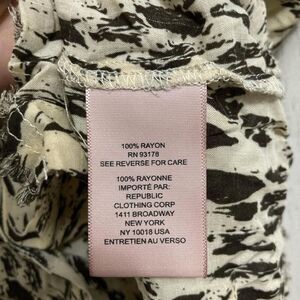 100% RAYON
RN 93178
SEE REVERSE FOR CARE
100% RAYONNE
IMPORTÉ PAR:
REPUBLIC
CLOTHING CORP
1411 BROADWAY
NEW YORK
NY 10018 USA
ENTRETIEN AU VERSO